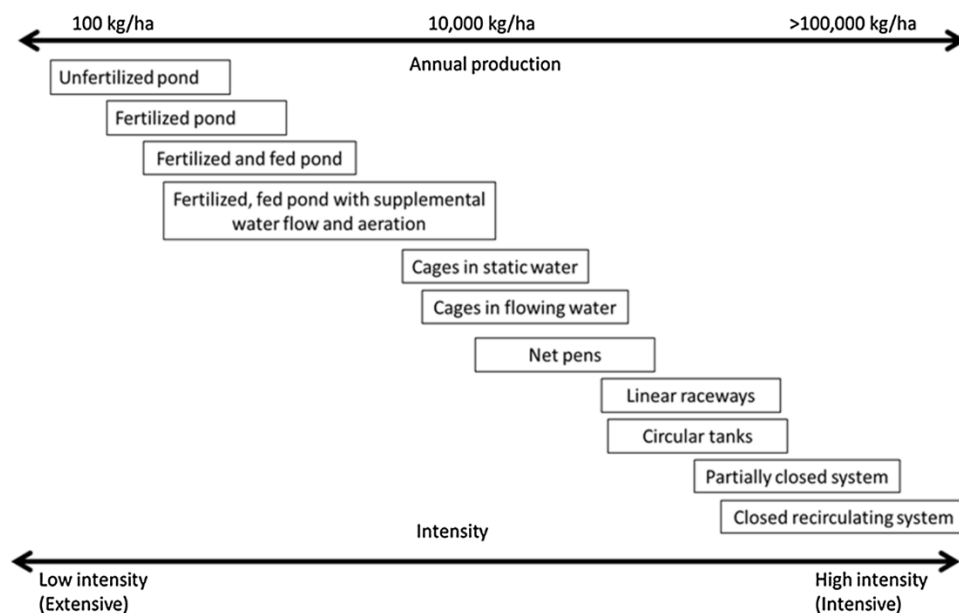 100 kg/ha 10,000 kg/ha >100,000 kg/ha
Annual production
Unfertilized pond
Fertilized pond
Fertilized and fed pond
Fertilized, fed pond with supplemental
water flow and aeration
Cages in static water
Cages in flowing water
Net pens
Linear raceways
Circular tanks
Partially closed system
Closed recirculating system
Intensity
Low intensity High intensity
(Extensive) (Intensive)